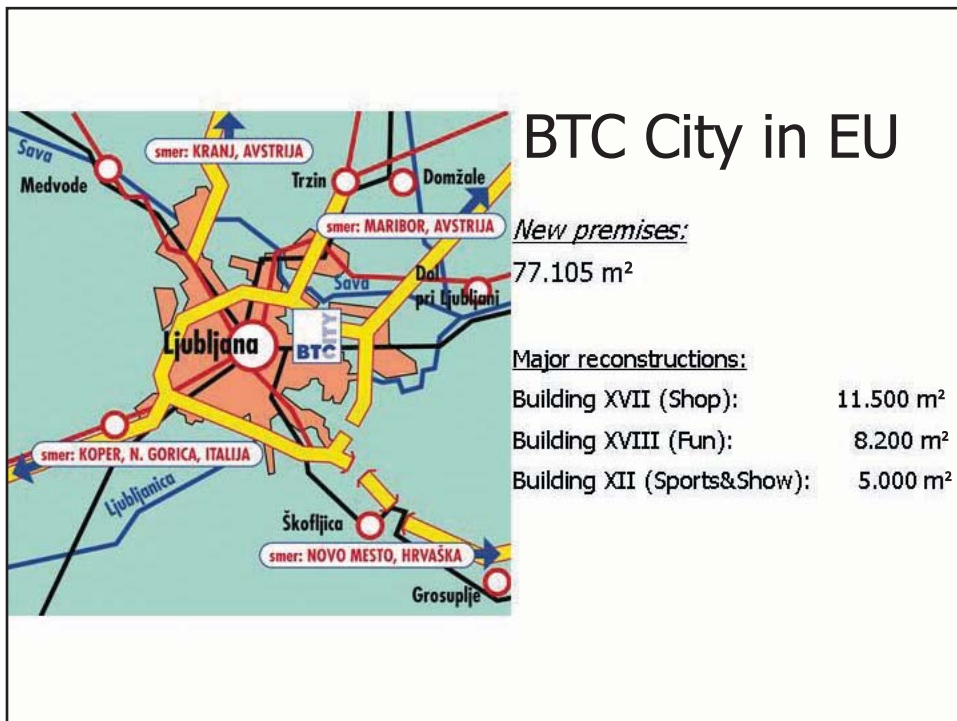 BTC City in EU
New premises:
77.105 m²
Major reconstructions:
Building XVII (Shop): 11.500 m²
Building XVIII (Fun): 8.200 m²
Building XII (Sports&Show): 5.000 m²
Sava
smer: KRANJ, AVSTRIJA
Medvode
Trzin
Domžale
smer: MARIBOR, AVSTRIJA
Sava
Dol
pri Ljubljani
Ljubljana
BTC CITY
smer: KOPER, N. GORICA, ITALIJA
Ljubljanica
Škofljica
smer: NOVO MESTO, HRVAŠKA
Grosuplje